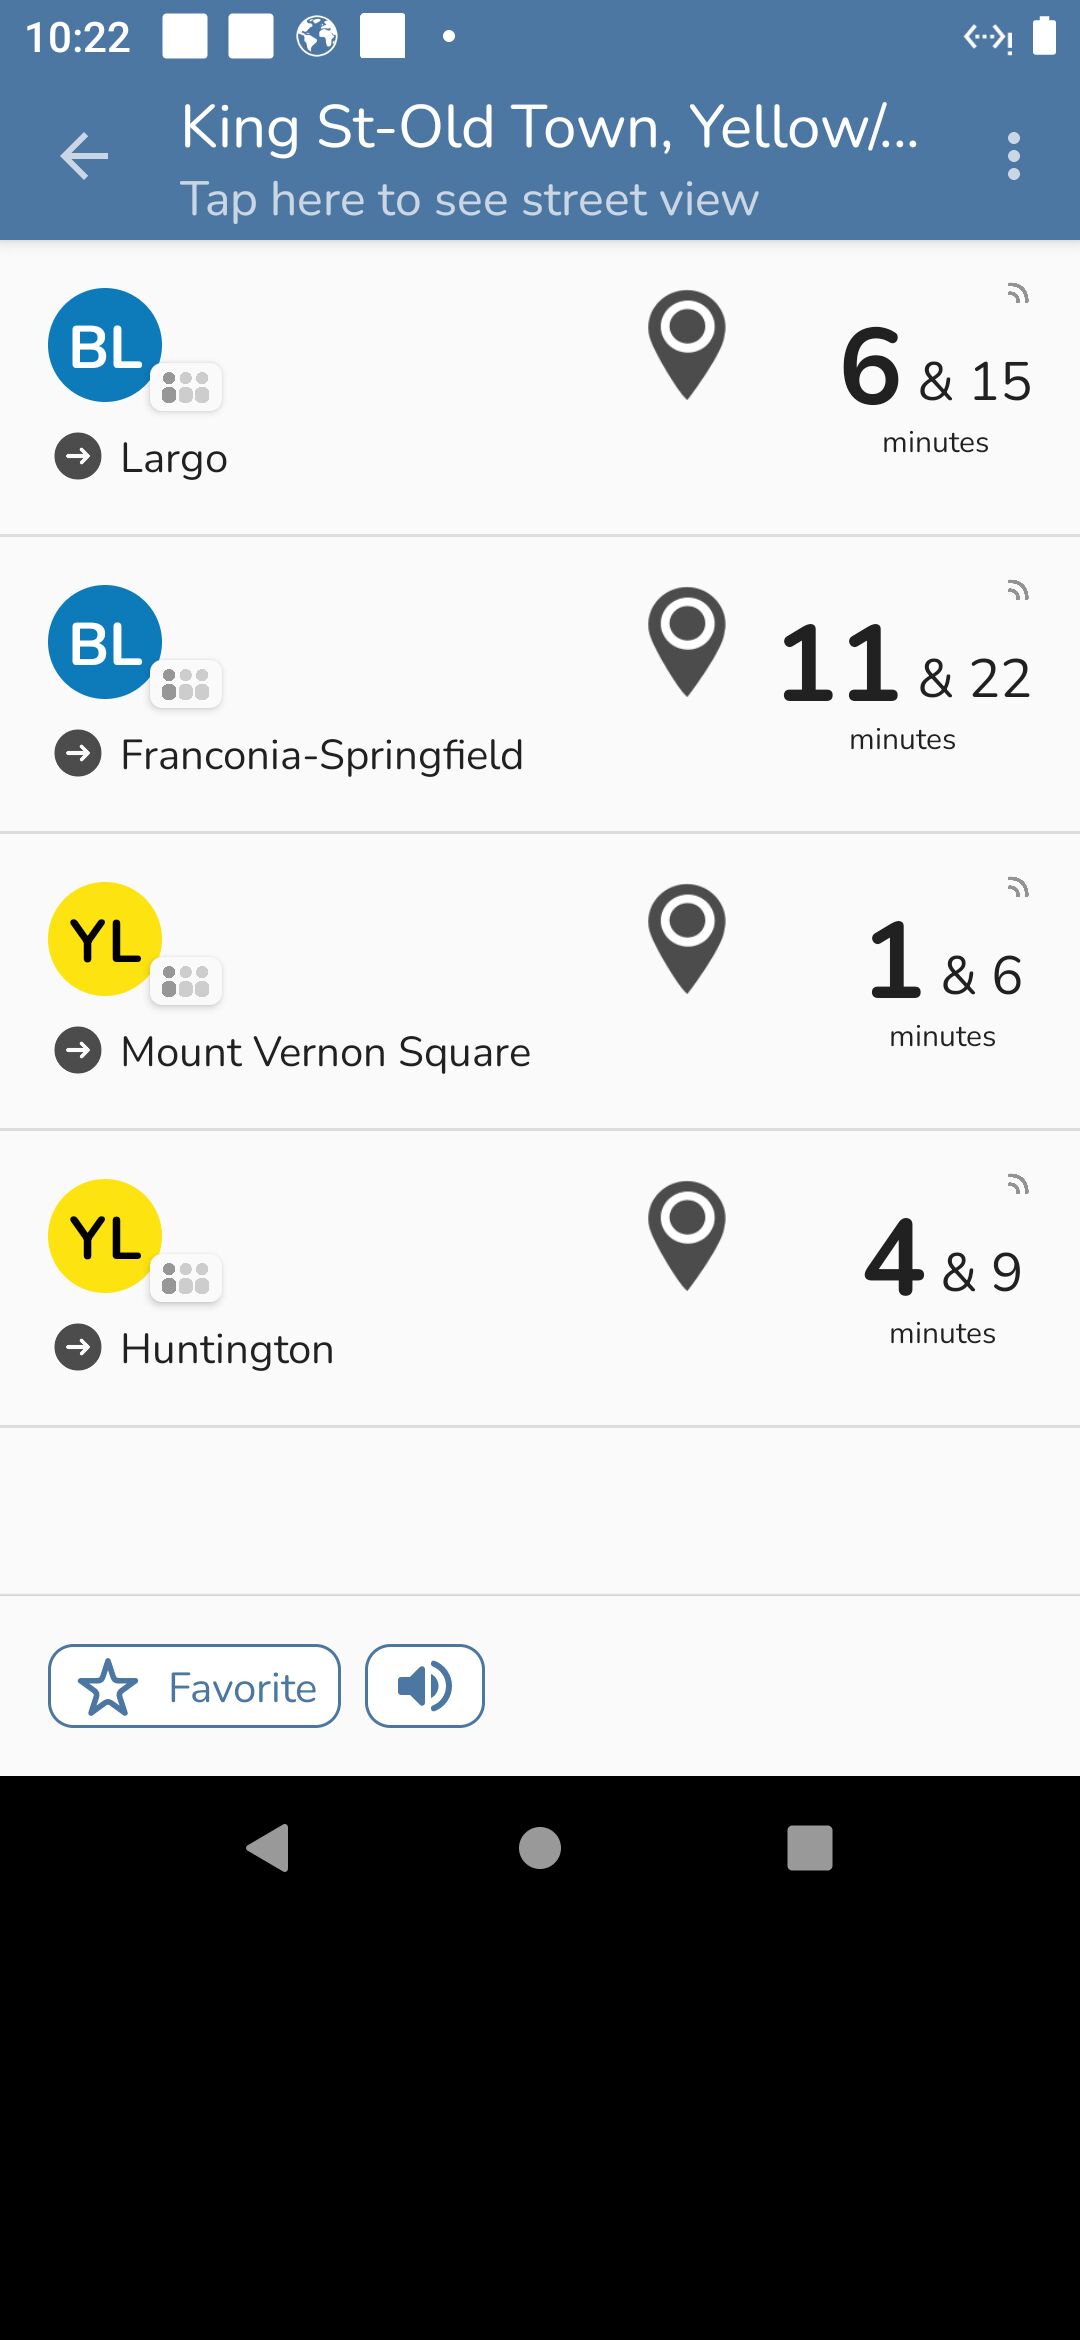 10:22
King St-Old Town, Yellow/...
Tap here to see street view
BL
6 & 15
minutes
Largo
BL
11 & 22
minutes
Franconia-Springfield
YL
1 & 6
minutes
Mount Vernon Square
YL
4 & 9
minutes
Huntington
Favorite